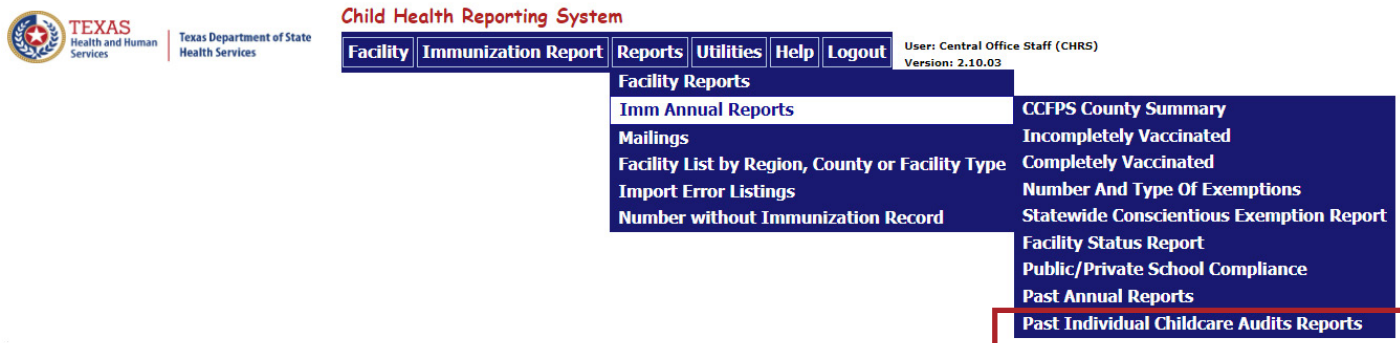 TEXAS
Health and Human
Services
Texas Department of State
Health Services
Child Health Reporting System
Facility Immunization Report Reports Utilities Help Logout
User: Central Office Staff (CHRS)
Version: 2.10.03
Facility Reports
Imm Annual Reports
Mailings
Facility List by Region, County or Facility Type
Import Error Listings
Number without Immunization Record
CCFPS County Summary
Incompletely Vaccinated
Completely Vaccinated
Number And Type Of Exemptions
Statewide Conscientious Exemption Report
Facility Status Report
Public/Private School Compliance
Past Annual Reports
Past Individual Childcare Audits Reports